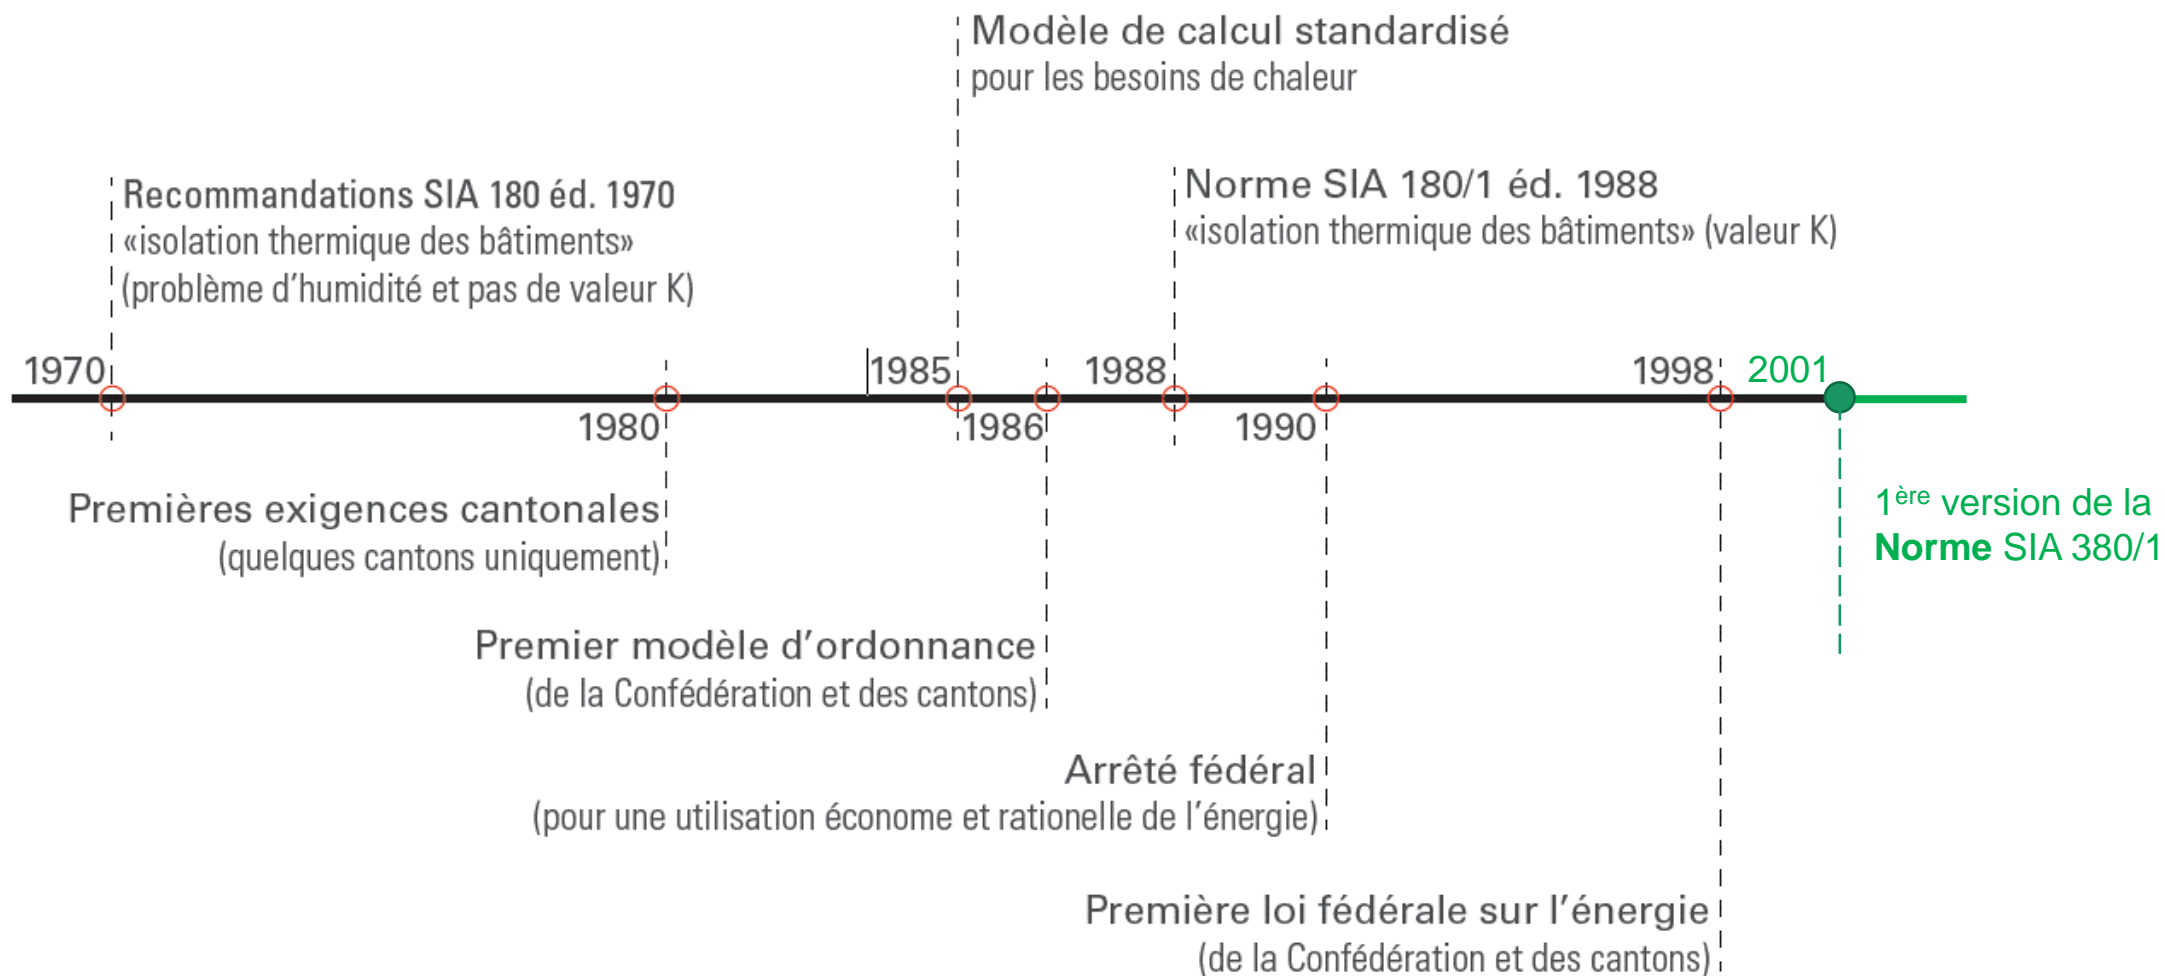 Modèle de calcul standardisé
pour les besoins de chaleur
Recommandations SIA 180 éd. 1970
«isolation thermique des bâtiments»
(problème d'humidité et pas de valeur K)
Norme SIA 180/1 éd. 1988
«isolation thermique des bâtiments» (valeur K)
1970
1985
1988
1998
2001
1980
1986
1990
Premières exigences cantonales
(quelques cantons uniquement)
1ère version de la
Norme SIA 380/1
Premier modèle d'ordonnance
(de la Confédération et des cantons)
Arrêté fédéral
(pour une utilisation économe et rationelle de l'énergie)
Première loi fédérale sur l'énergie
(de la Confédération et des cantons)